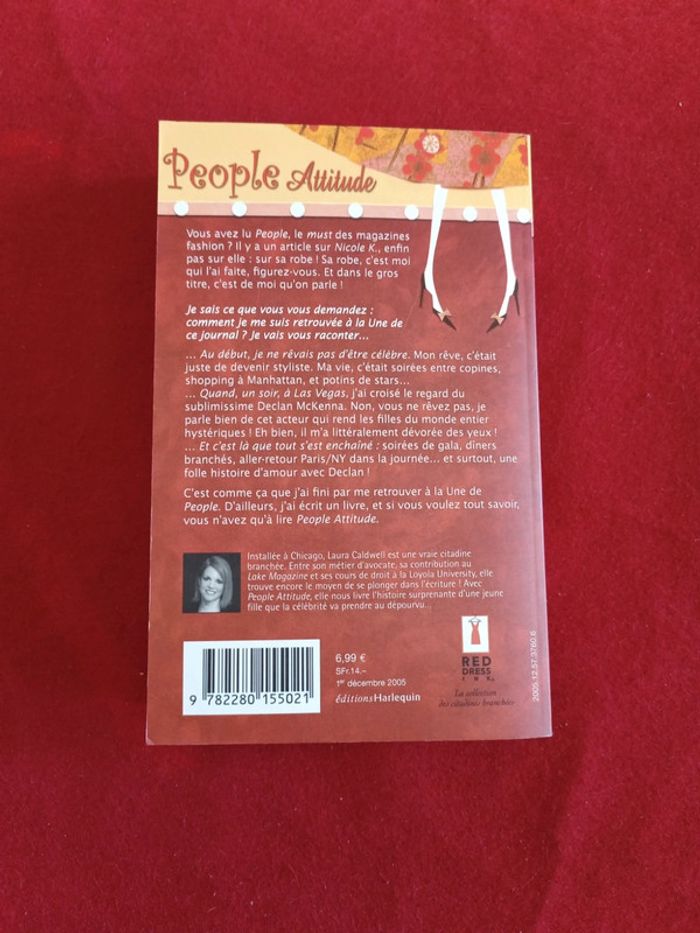 People Attitude
Vous avez lu People, le must des magazines
fashion ? Il y a un article sur Nicole K., enfin
pas sur elle : sur sa robe ! Sa robe, c'est moi
qui l'ai faite, figurez-vous. Et dans le gros
titre, c'est de moi qu'on parle !
Je sais ce que vous vous demandez :
comment je me suis retrouvée à la Une de
ce journal ? Je vais vous raconter...
... Au début, je ne rêvais pas d'être célèbre. Mon rêve, c'était
juste de devenir styliste. Ma vie, c'était soirées entre copines,
shopping à Manhattan, et potins de stars...
... Quand, un soir, à Las Vegas, j'ai croisé le regard du
sublimissime Declan McKenna. Non, vous ne rêvez pas, je
parle bien de cet acteur qui rend les filles du monde entier
hystériques ! Eh bien, il m'a littéralement dévorée des yeux !
... Et c'est là que tout s'est enchaîné : soirées de gala, dîners
branchés, aller-retour Paris/NY dans la journée... et surtout, une
folle histoire d'amour avec Declan !
C'est comme ça que j'ai fini par me retrouver à la Une de
People. D'ailleurs, j'ai écrit un livre, et si vous voulez tout savoir,
vous n'avez qu'à lire People Attitude.
Installée à Chicago, Laura Caldwell est une vraie citadine
branchée. Entre son métier d'avocate, sa contribution au
Lake Magazine et ses cours de droit à la Loyola University, elle
trouve encore le moyen de se plonger dans l'écriture ! Avec
People Attitude, elle nous livre l'histoire surprenante d'une jeune
fille que la célébrité va prendre au dépourvu...
9 782280 155021
6,99 €
SFr.14.–
1er décembre 2005
éditionsHarlequin
RED
DRESS
INK
La collection
des citadines branchées
2005.12.57.3760.6